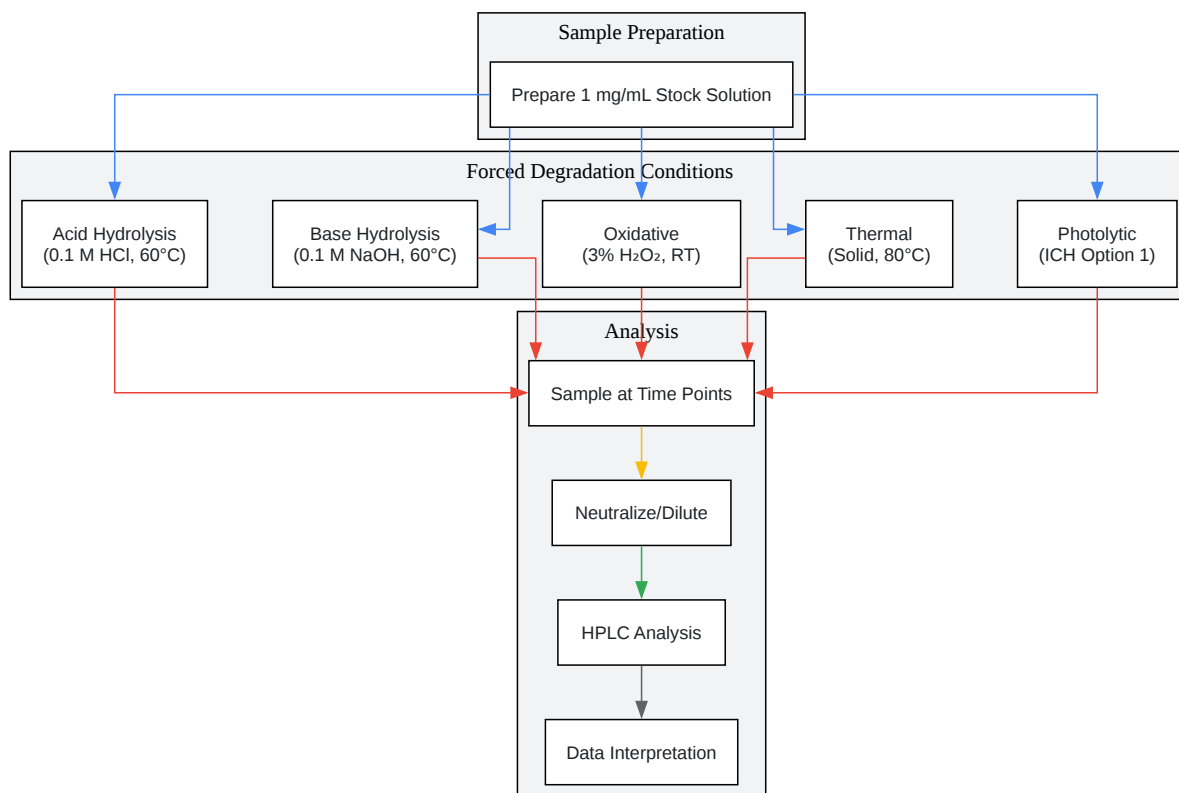 Sample Preparation
Prepare 1 mg/mL Stock Solution
Forced Degradation Conditions
Acid Hydrolysis
(0.1 M HCl, 60°C)
Base Hydrolysis
(0.1 M NaOH, 60°C)
Oxidative
(3% H₂O₂, RT)
Thermal
(Solid, 80°C)
Photolytic
(ICH Option 1)
Analysis
Sample at Time Points
Neutralize/Dilute
HPLC Analysis
Data Interpretation